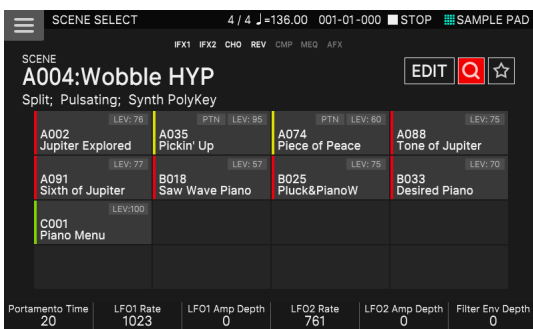 SCENE SELECT 4 / 4 ♩=136.00 001-01-000 STOP SAMPLE PAD
IFX1 IFX2 CHO REV CMP MEQ AFX
SCENE
A004:Wobble HYP
EDIT
Split; Pulsating; Synth PolyKey
LEV: 76
A002
Jupiter Explored
PTN LEV: 95
A035
Pickin' Up
PTN LEV: 60
A074
Piece of Peace
LEV: 75
A088
Tone of Jupiter
LEV: 77
A091
Sixth of Jupiter
LEV: 57
B018
Saw Wave Piano
LEV: 75
B025
Pluck&PianoW
LEV: 70
B033
Desired Piano
LEV:100
C001
Piano Menu
Portamento Time
20
LFO1 Rate
1023
LFO1 Amp Depth
0
LFO2 Rate
761
LFO2 Amp Depth
0
Filter Env Depth
0